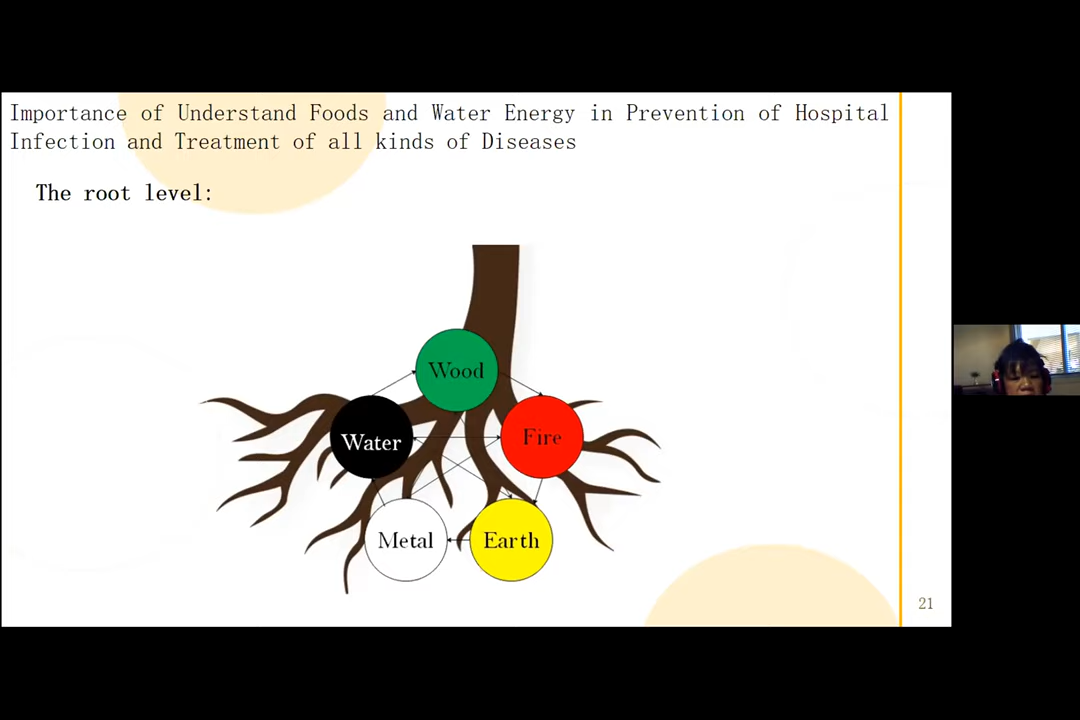 Importance of Understand Foods and Water Energy in Prevention of Hospital
Infection and Treatment of all kinds of Diseases
The root level:
Wood
Water
Fire
Metal
Earth
21